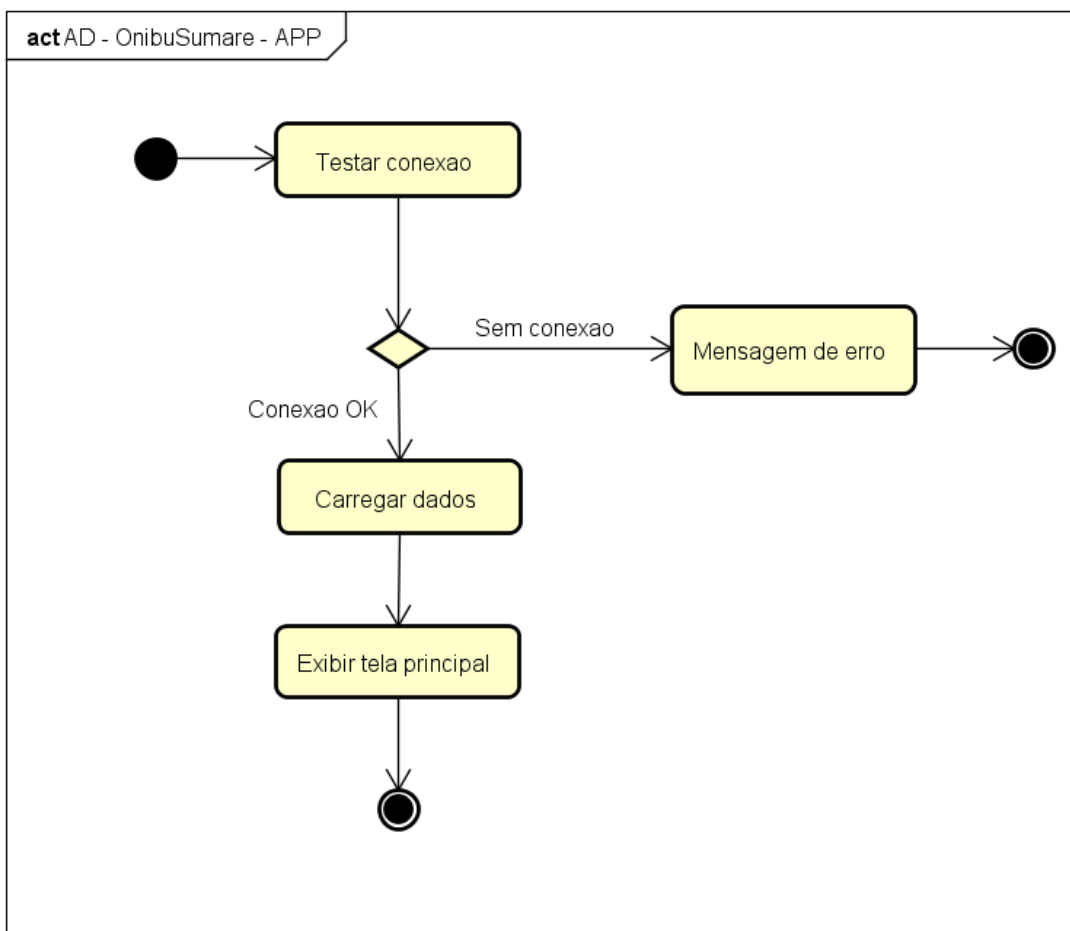 act AD - OnibuSumare - APP
Testar conexao
Sem conexao
Mensagem de erro
Conexao OK
Carregar dados
Exibir tela principal